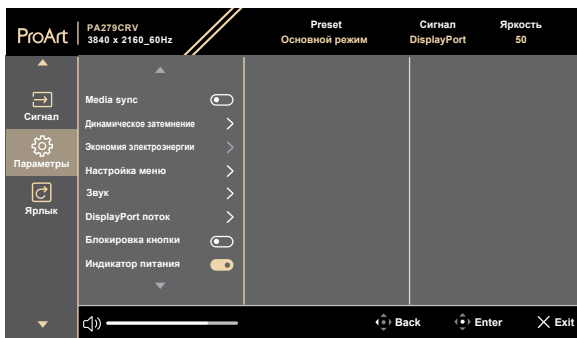 ProArt
PA279CRV
3840 x 2160_60Hz
Preset
Основной режим
Сигнал
DisplayPort
Яркость
50
Сигнал
Параметры
Ярлык
Media sync
Динамическое затемнение
Экономия электроэнергии
Настройка меню
Звук
DisplayPort поток
Блокировка кнопки
Индикатор питания
Back
Enter
Exit